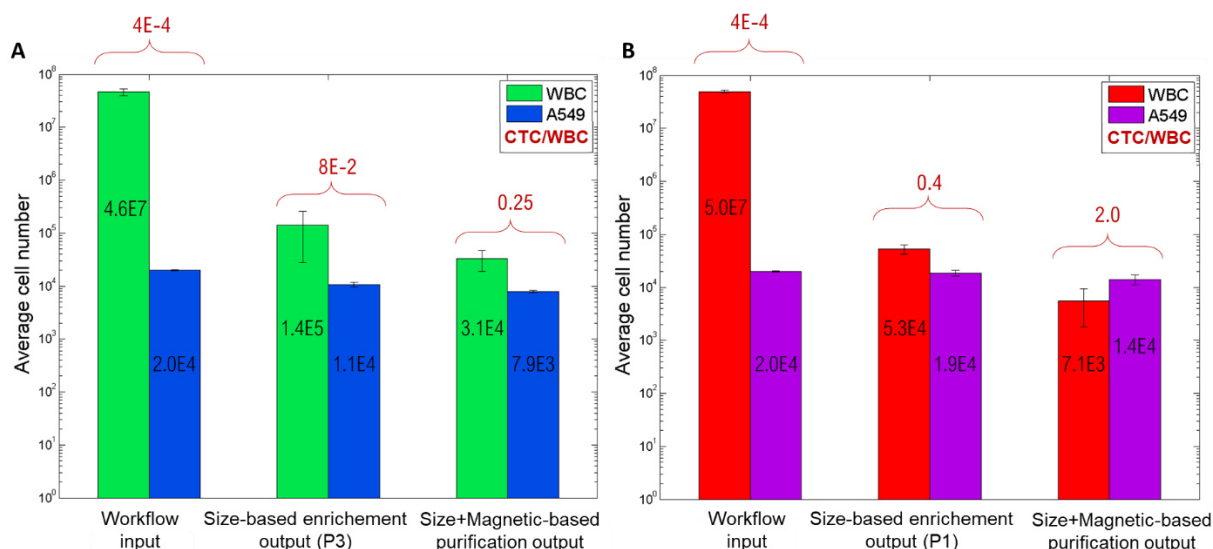 A
4E-4
8E-2
0.25
WBC
A549
CTC/WBC
Average cell number
10^8
10^7
10^6
10^5
10^4
10^3
10^2
10^1
10^0
4.6E7
2.0E4
1.4E5
1.1E4
3.1E4
7.9E3
Workflow
input
Size-based enrichement
output (P3)
Size+Magnetic-based
purification output
B
4E-4
0.4
2.0
WBC
A549
CTC/WBC
Average cell number
10^8
10^7
10^6
10^5
10^4
10^3
10^2
10^1
10^0
5.0E7
2.0E4
5.3E4
1.9E4
7.1E3
1.4E4
Workflow
input
Size-based enrichement
output (P1)
Size+Magnetic-based
purification output